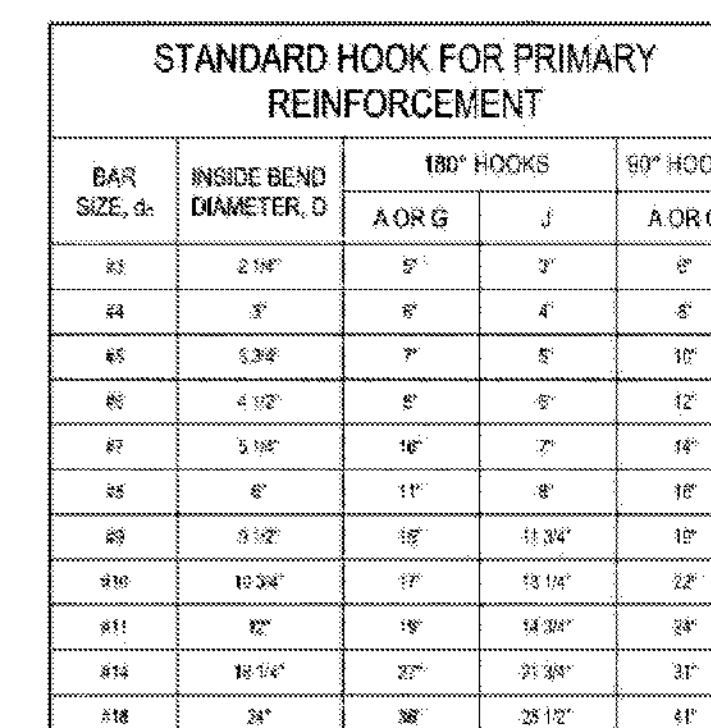 STANDARD HOOK FOR PRIMARY
REINFORCEMENT
BAR SIZE, INSIDE BEND DIAMETER, D 180° HOOKS 90° HOO
A OR G J A OR G
#3 2 1/4" 5" 3" 6"
#4 3" 6" 4" 8"
#5 3/4" 7" 5" 10"
#6 4 1/2" 8" 6" 12"
#7 5 1/4" 10" 7" 14"
#8 6" 11" 8" 16"
#9 1/2" 11 3/4" 19"
#10 10 3/4" 17" 13 1/4" 22"
#11 12" 19" 14 3/4" 24"
#14 18 1/4" 27" 21 3/4" 31"
#18 24" 36" 28 1/2" 41"